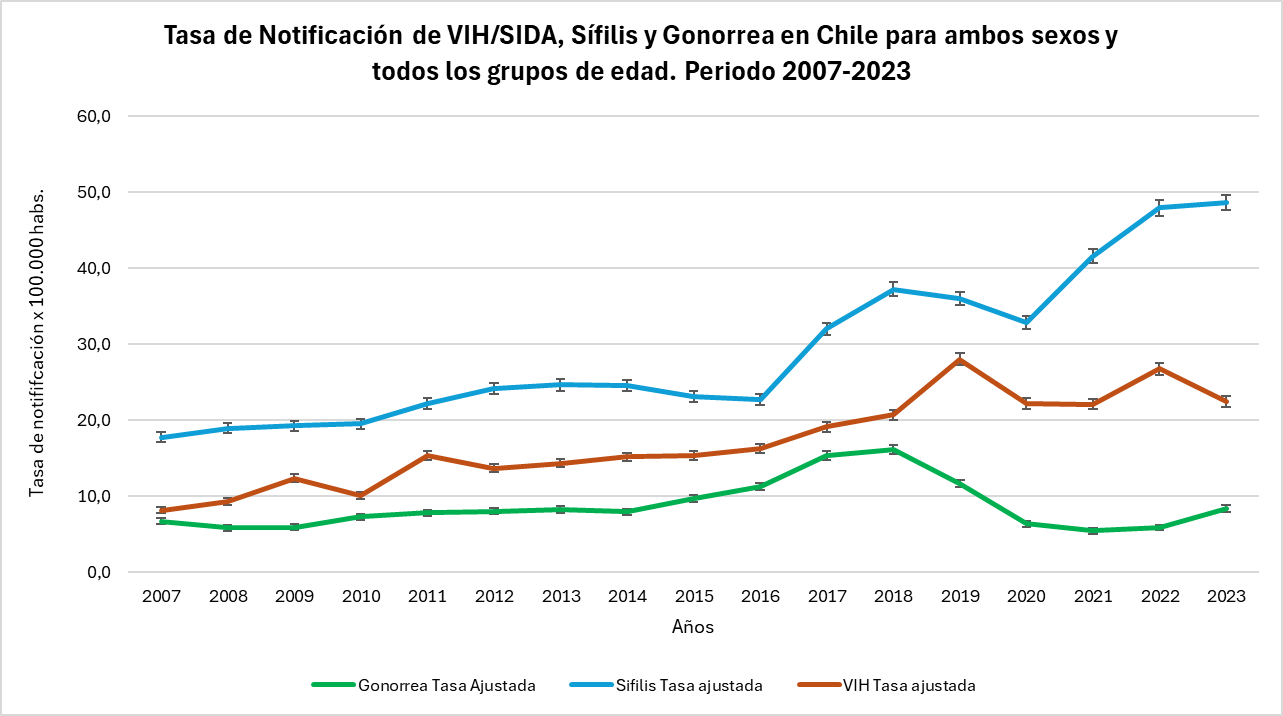 Tasa de Notificación de VIH/SIDA, Sífilis y Gonorrea en Chile para ambos sexos y
todos los grupos de edad. Periodo 2007-2023
Tasa de notififcación x 100.000 habs.
60,0
50,0
40,0
30,0
20,0
10,0
0,0
2007 2008 2009 2010 2011 2012 2013 2014 2015 2016 2017 2018 2019 2020 2021 2022 2023
Años
Gonorrea Tasa Ajustada Sifilis Tasa ajustada VIH Tasa ajustada